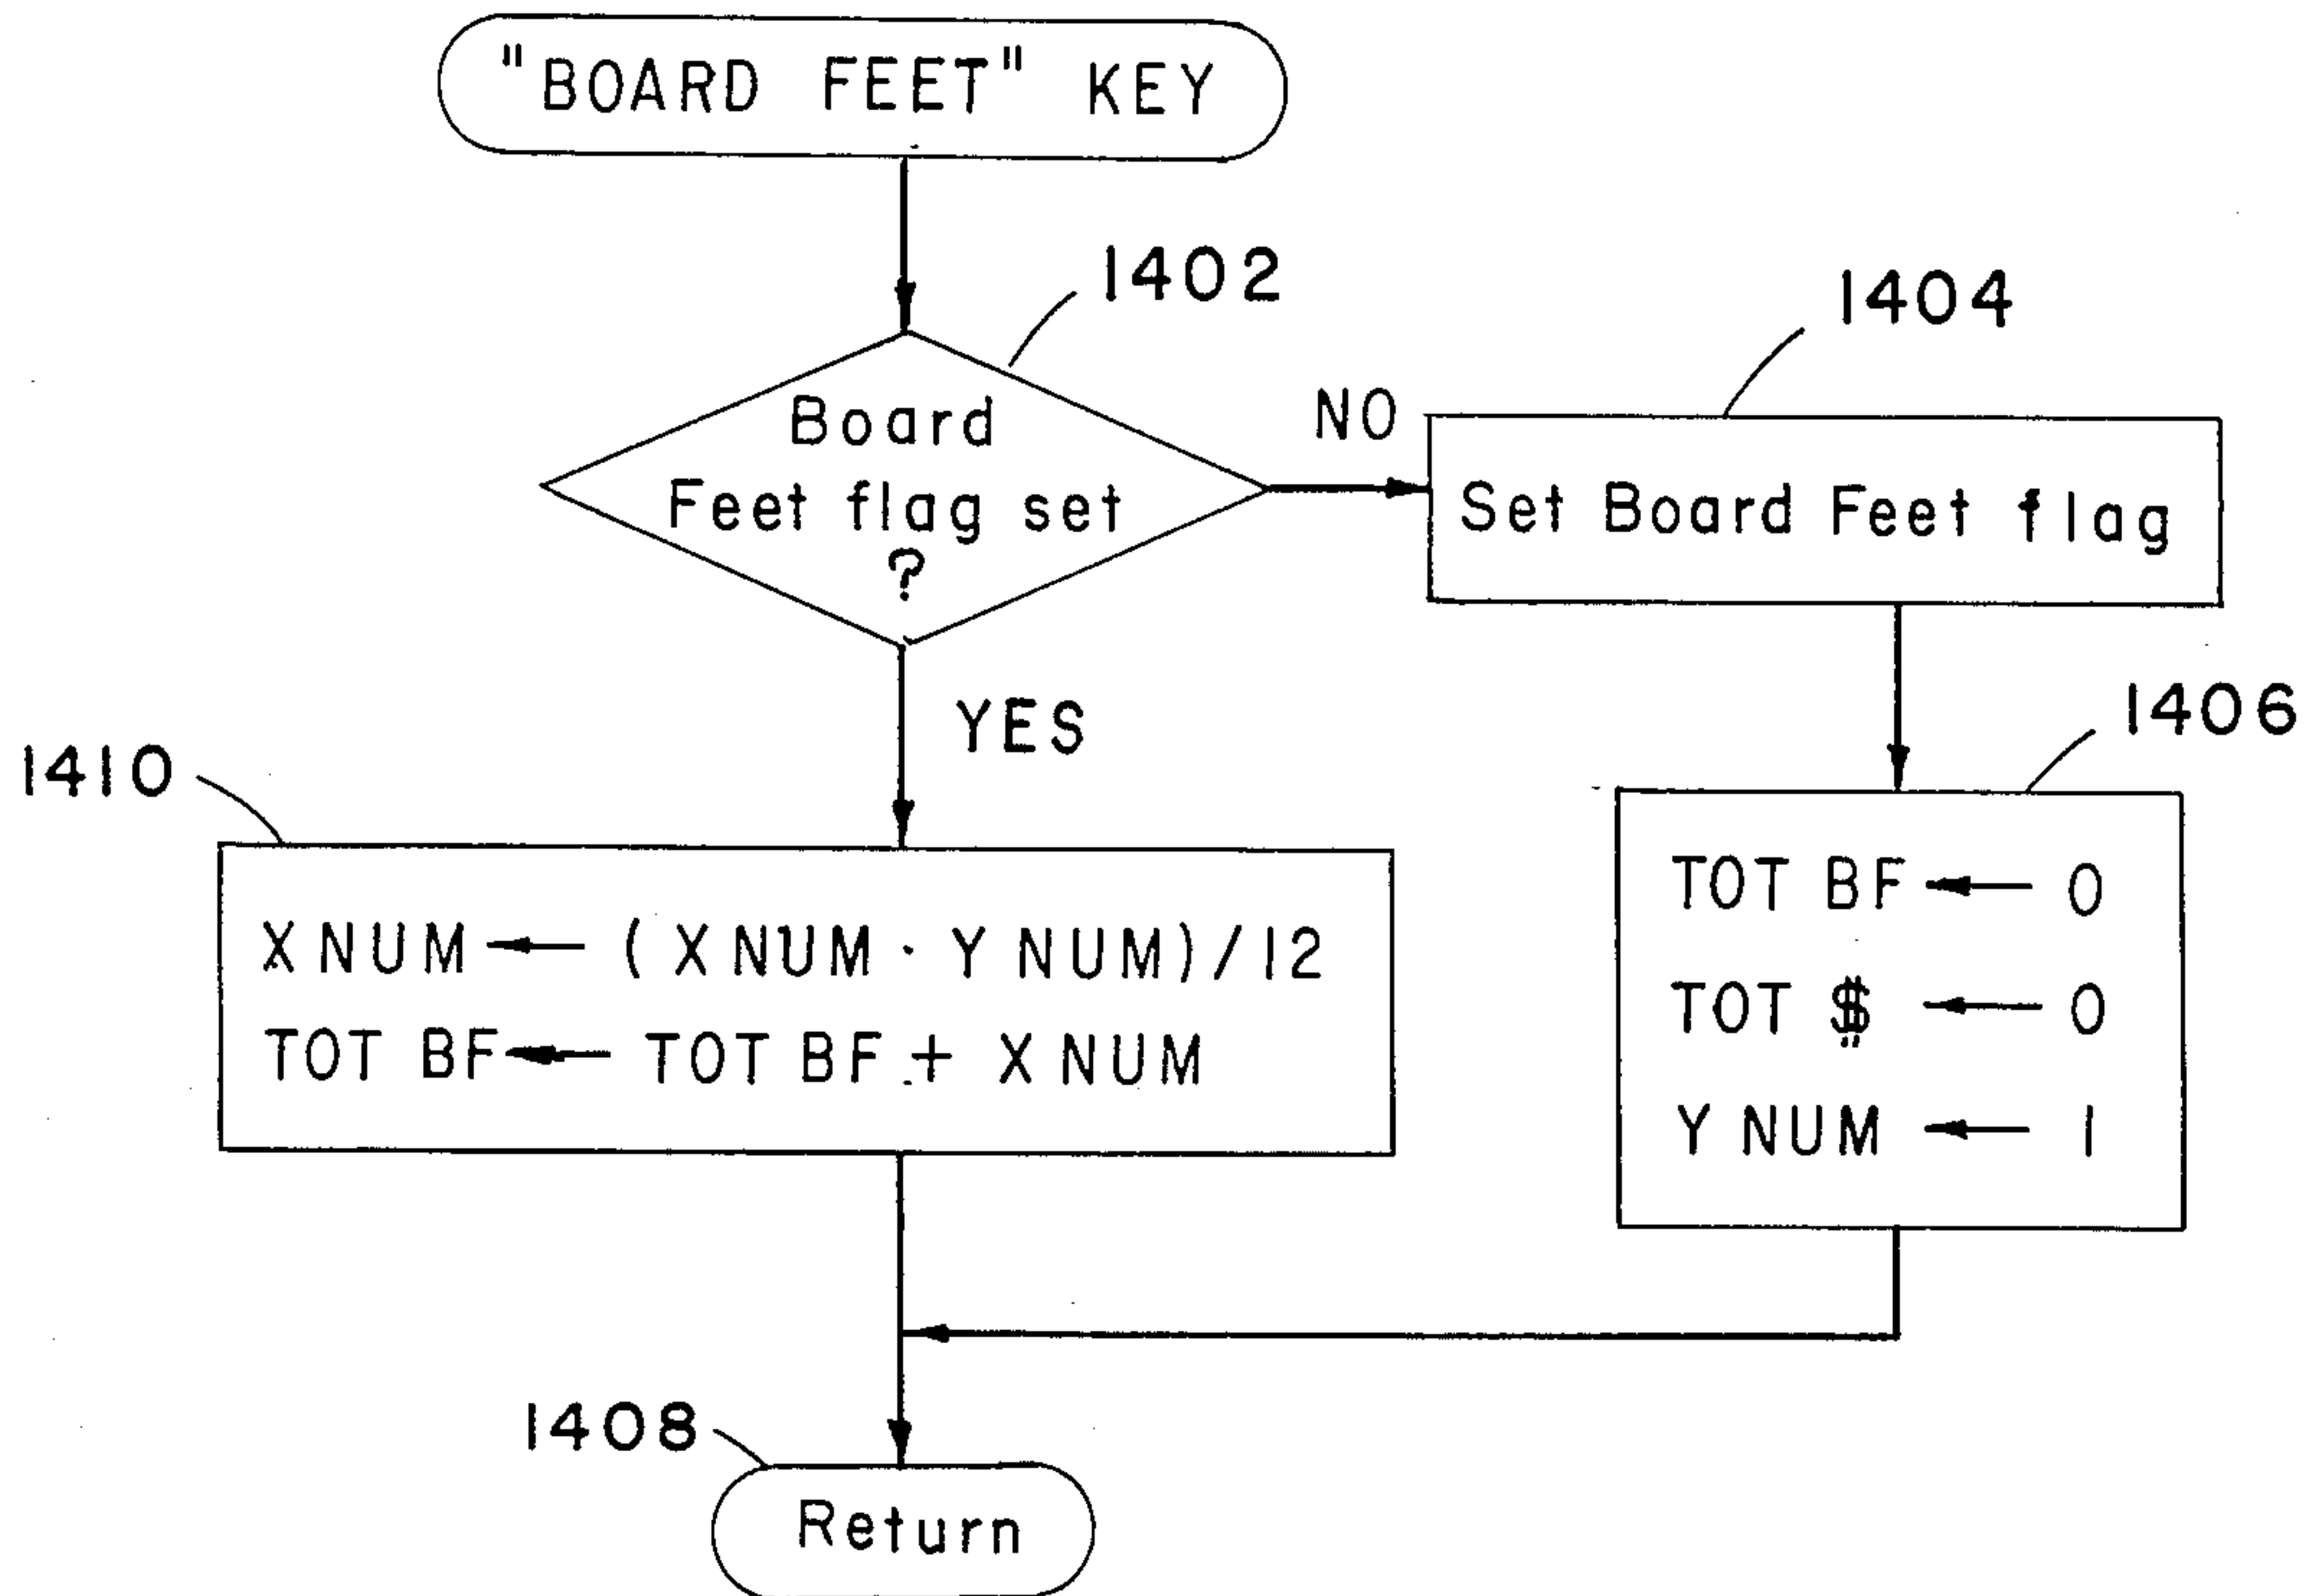 "BOARD FEET" KEY
1402
1404
Board
Feet flag set
?
NO
Set Board Feet flag
YES
1406
1410
X NUM ← (X NUM · Y NUM)/12
TOT BF ← TOT BF + X NUM
TOT BF ← 0
TOT $ ← 0
Y NUM ← 1
1408
Return